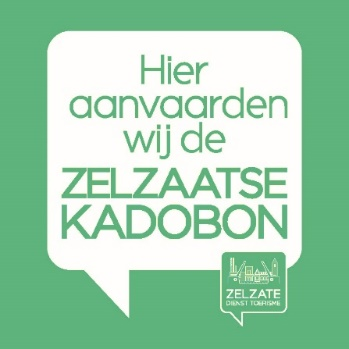 Hier
aanvaarden
wij de
ZELZAATSE
KADOBON
ZELZATE
DIENST TOERISME